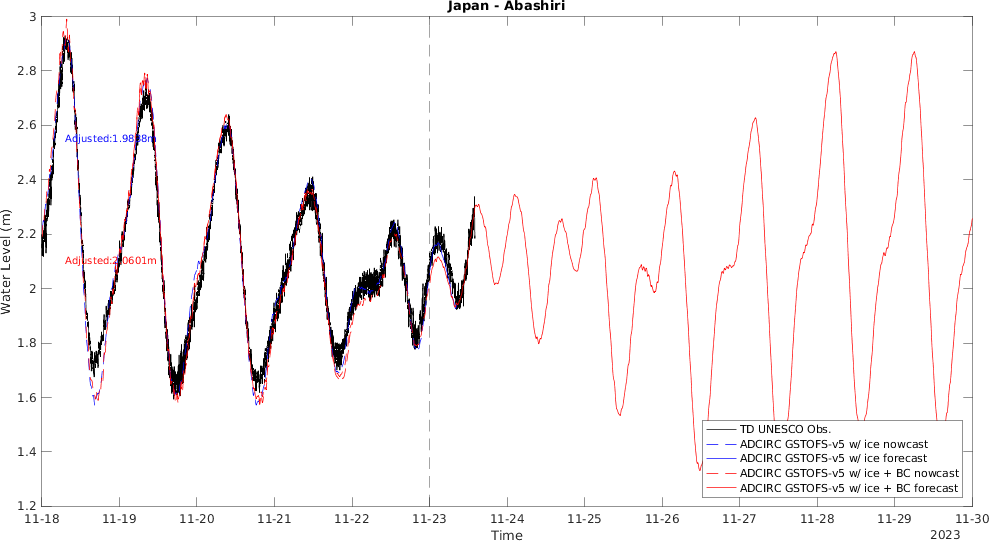 Japan - Abashiri
3
2.8
2.6
2.4
2.2
2
1.8
1.6
1.4
1.2
Water Level (m)
Adjusted:1.9838m
Adjusted:2.0601m
TD UNESCO Obs.
ADCIRC GSTOFS-v5 w/ ice nowcast
ADCIRC GSTOFS-v5 w/ ice forecast
ADCIRC GSTOFS-v5 w/ ice + BC nowcast
ADCIRC GSTOFS-v5 w/ ice + BC forecast
11-18 11-19 11-20 11-21 11-22 11-23 11-24 11-25 11-26 11-27 11-28 11-29 11-30
Time
2023